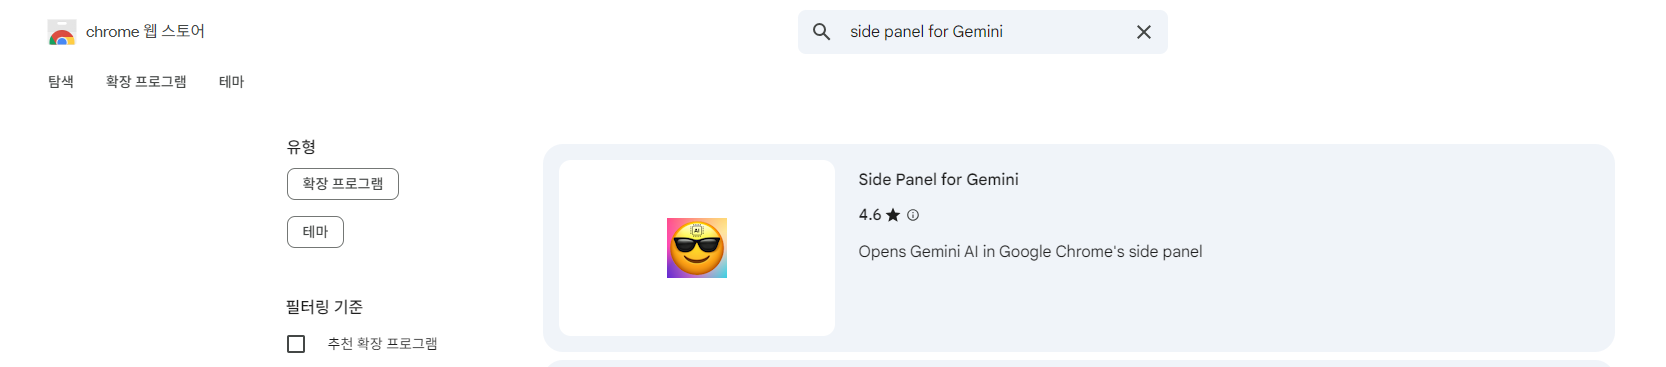 chrome 웹 스토어
side panel for Gemini
탐색 확장 프로그램 테마
유형
확장 프로그램
테마
필터링 기준
추천 확장 프로그램
AI
Side Panel for Gemini
4.6
Opens Gemini AI in Google Chrome's side panel